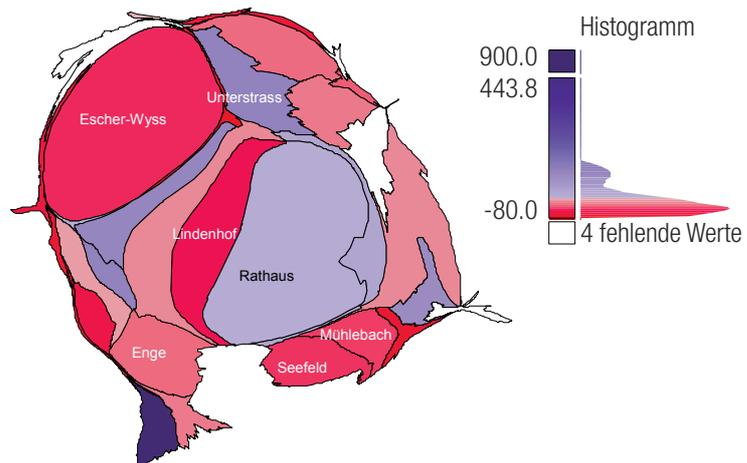 Histogramm
900.0
443.8
-80.0
4 fehlende Werte
Unterstrass
Escher-Wyss
Lindenhof
Rathaus
Mühlebach
Enge
Seefeld